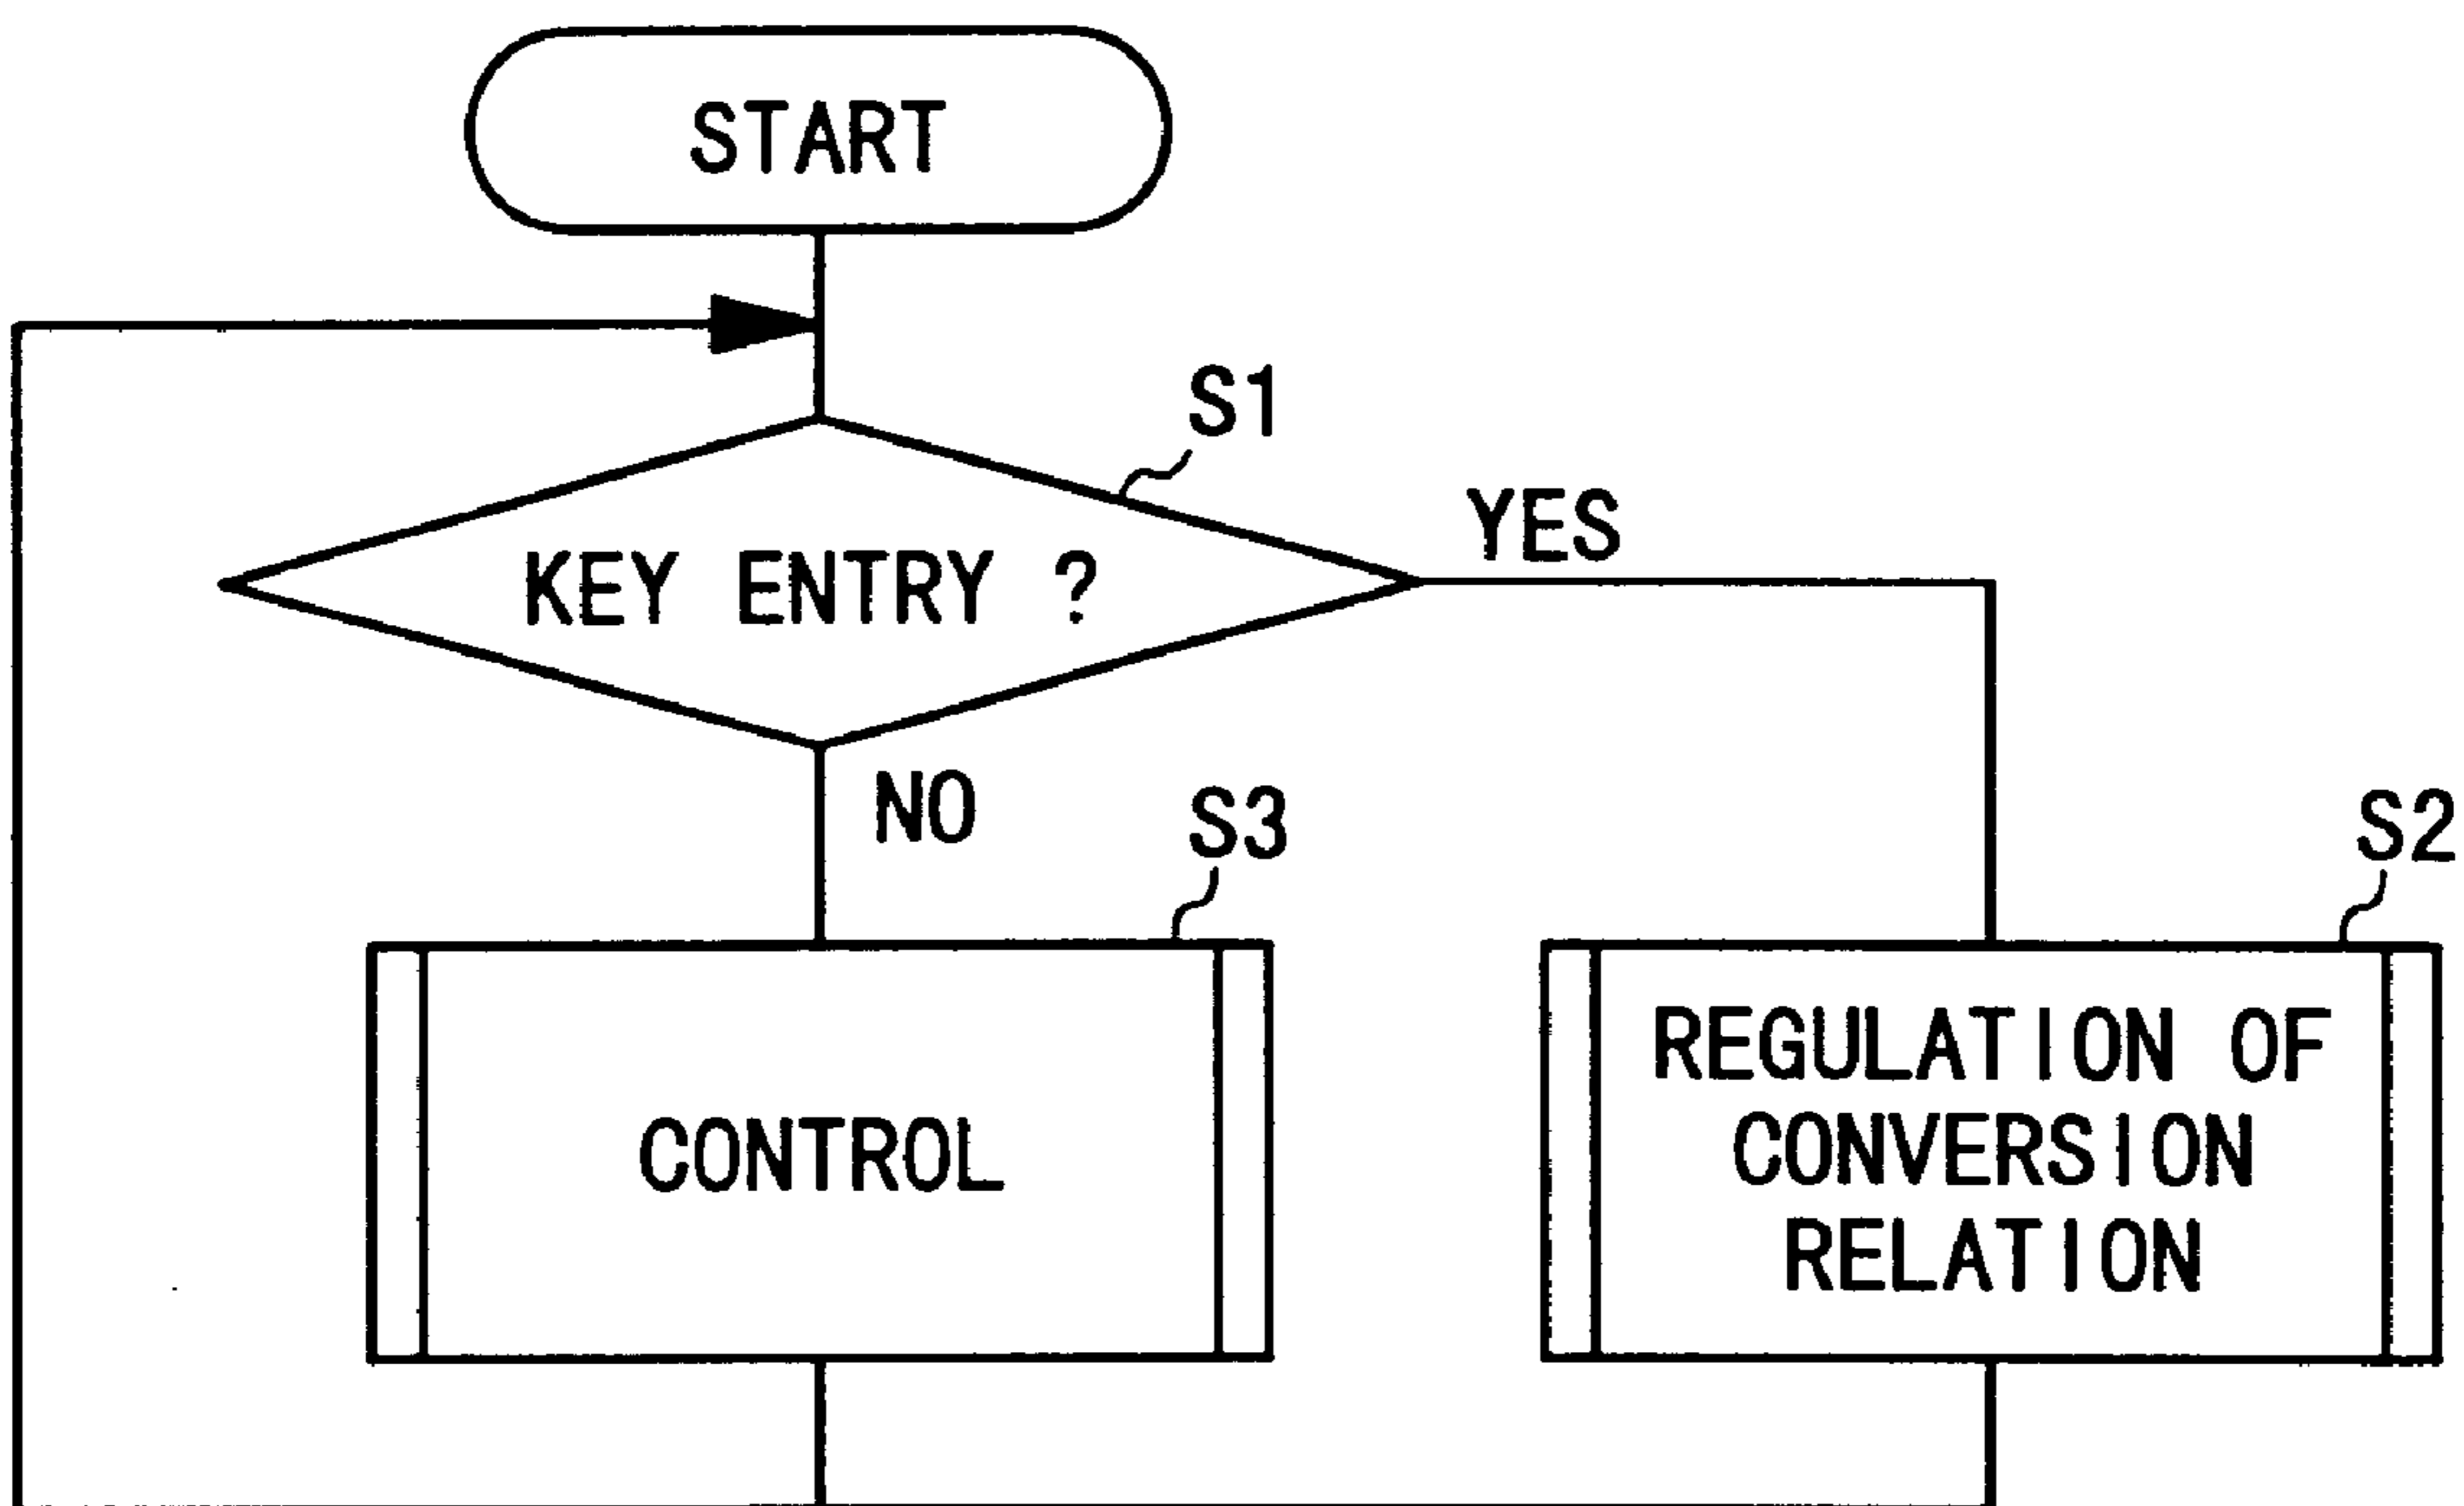 START
S1
KEY ENTRY ?
YES
NO
S3
S2
CONTROL
REGULATION OF
CONVERSION
RELATION